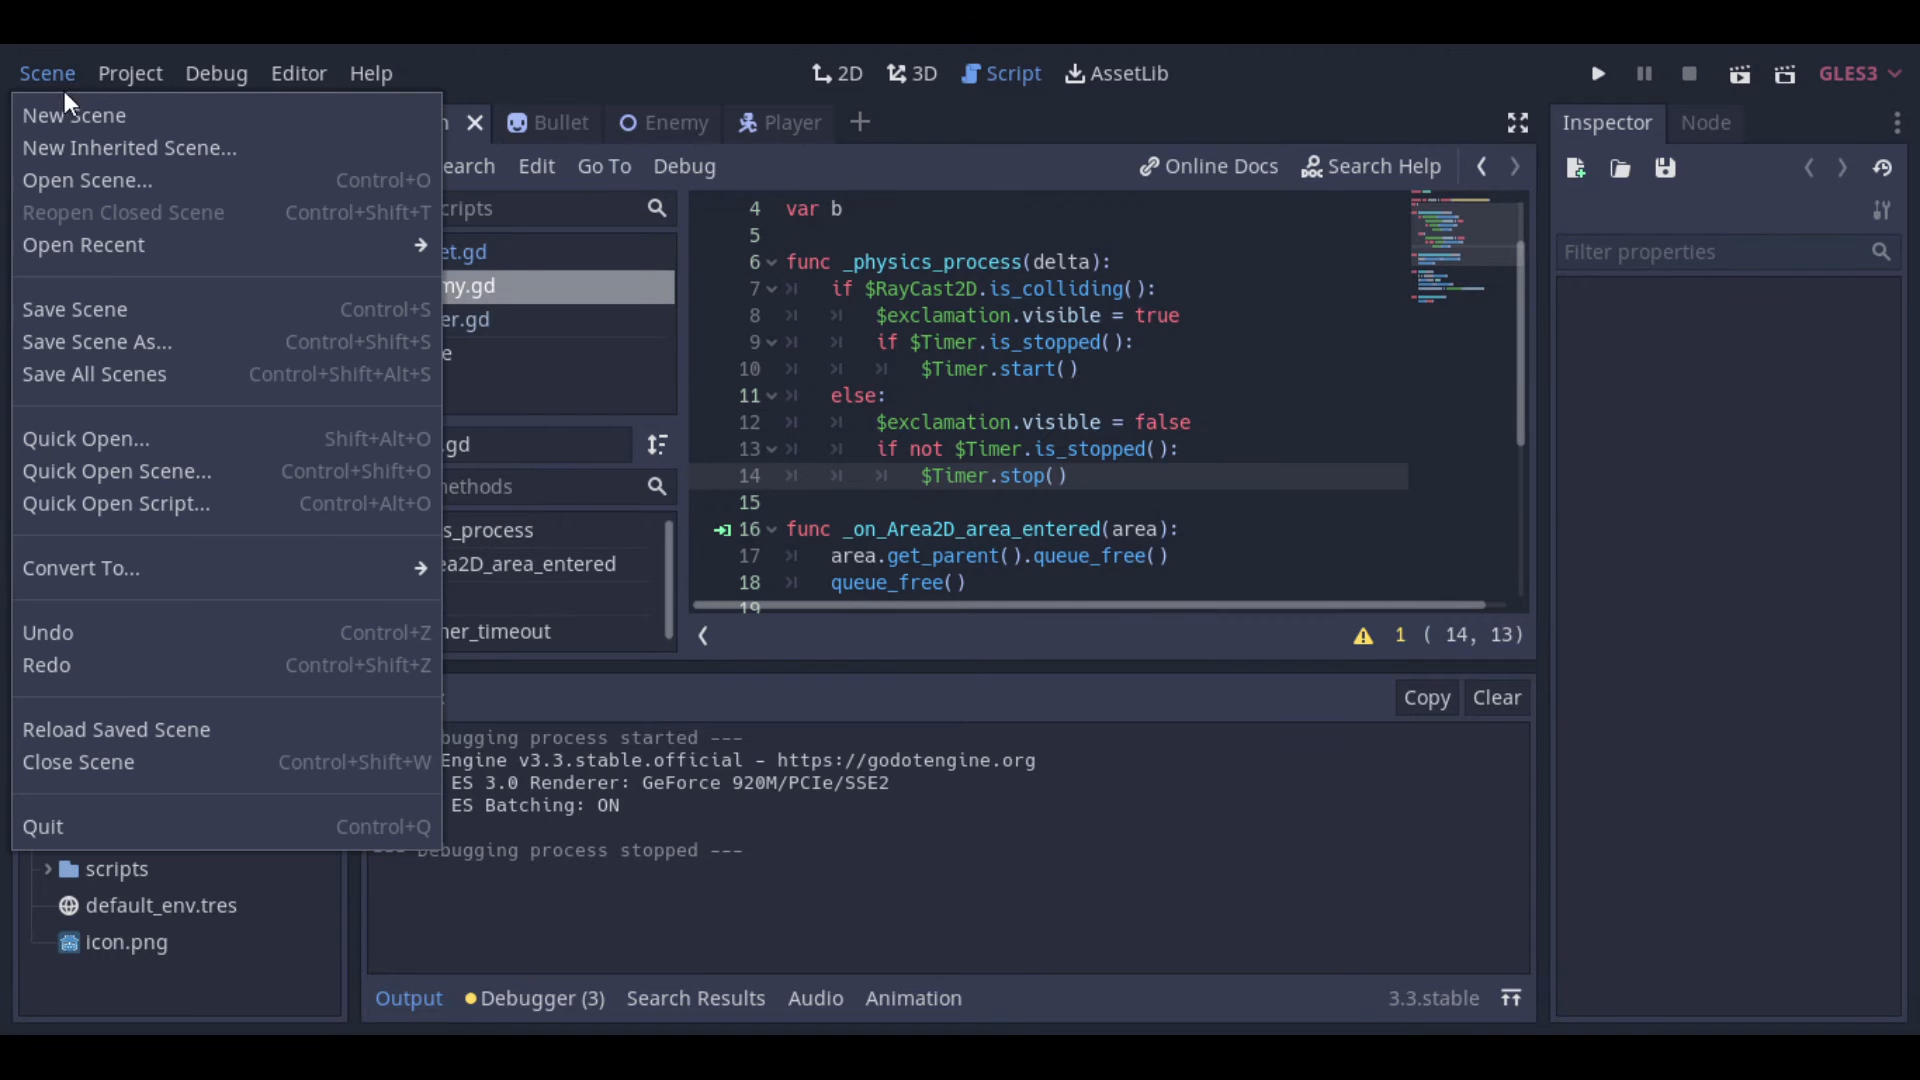 Scene Project Debug Editor Help
2D 3D Script AssetLib
GLES3
New Scene
New Inherited Scene...
Open Scene... Control+O
Reopen Closed Scene Control+Shift+T
Open Recent
Save Scene Control+S
Save Scene As... Control+Shift+S
Save All Scenes Control+Shift+Alt+S
Quick Open... Shift+Alt+O
Quick Open Scene... Control+Shift+O
Quick Open Script... Control+Alt+O
Convert To...
Undo Control+Z
Redo Control+Shift+Z
Reload Saved Scene
Close Scene Control+Shift+W
Quit Control+Q
scripts
default_env.tres
icon.png
n Bullet Enemy Player
earch Edit Go To Debug
Online Docs Search Help
cripts
et.gd
my.gd
er.gd
e
.gd
ethods
s_process
ea2D_area_entered
ner_timeout
4 var b
5
6 func _physics_process(delta):
7 if $RayCast2D.is_colliding():
8 $exclamation.visible = true
9 if $Timer.is_stopped():
10 $Timer.start()
11 else:
12 $exclamation.visible = false
13 if not $Timer.is_stopped():
14 $Timer.stop()
15
16 func _on_Area2D_area_entered(area):
17 area.get_parent().queue_free()
18 queue_free()
19
1 ( 14, 13)
Copy Clear
bugging process started ---
Engine v3.3.stable.official - https://godotengine.org
ES 3.0 Renderer: GeForce 920M/PCIe/SSE2
ES Batching: ON
--- Debugging process stopped ---
Output Debugger (3) Search Results Audio Animation
3.3.stable
Inspector Node
Filter properties